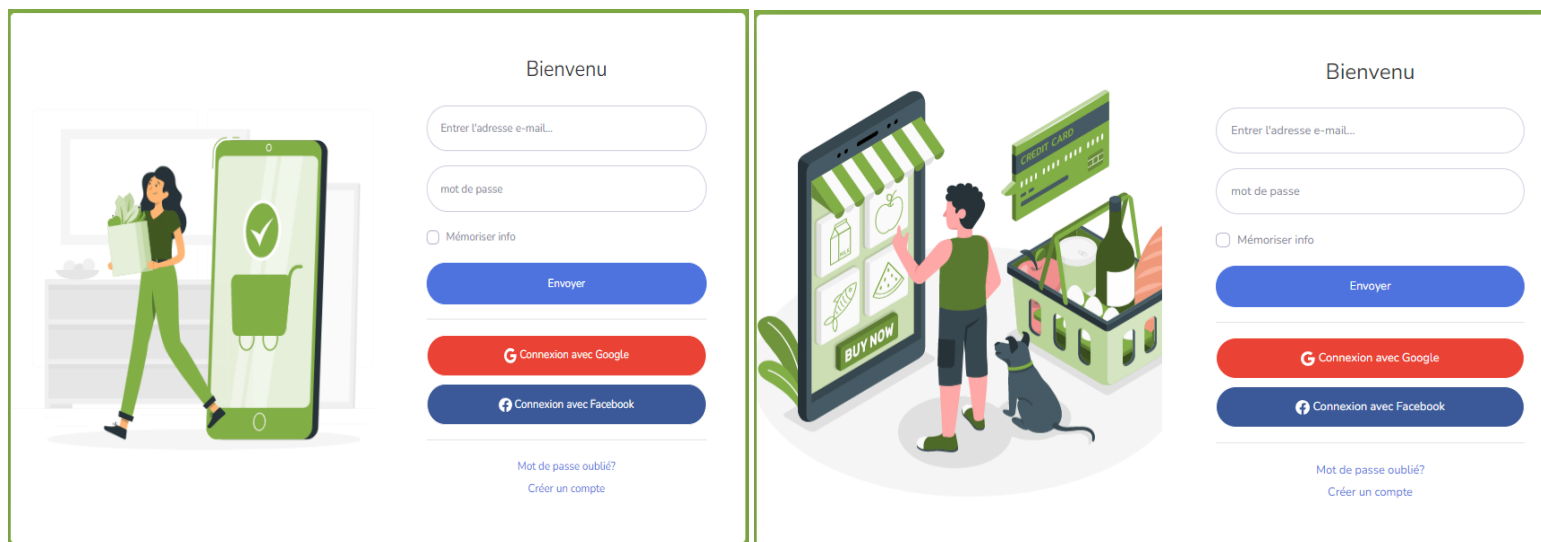 Bienvenu
Entrer l'adresse e-mail...
mot de passe
Mémoriser info
Envoyer
Connexion avec Google
Connexion avec Facebook
Mot de passe oublié?
Créer un compte
CREDIT CARD
MILK
BUY NOW
Bienvenu
Entrer l'adresse e-mail...
mot de passe
Mémoriser info
Envoyer
Connexion avec Google
Connexion avec Facebook
Mot de passe oublié?
Créer un compte